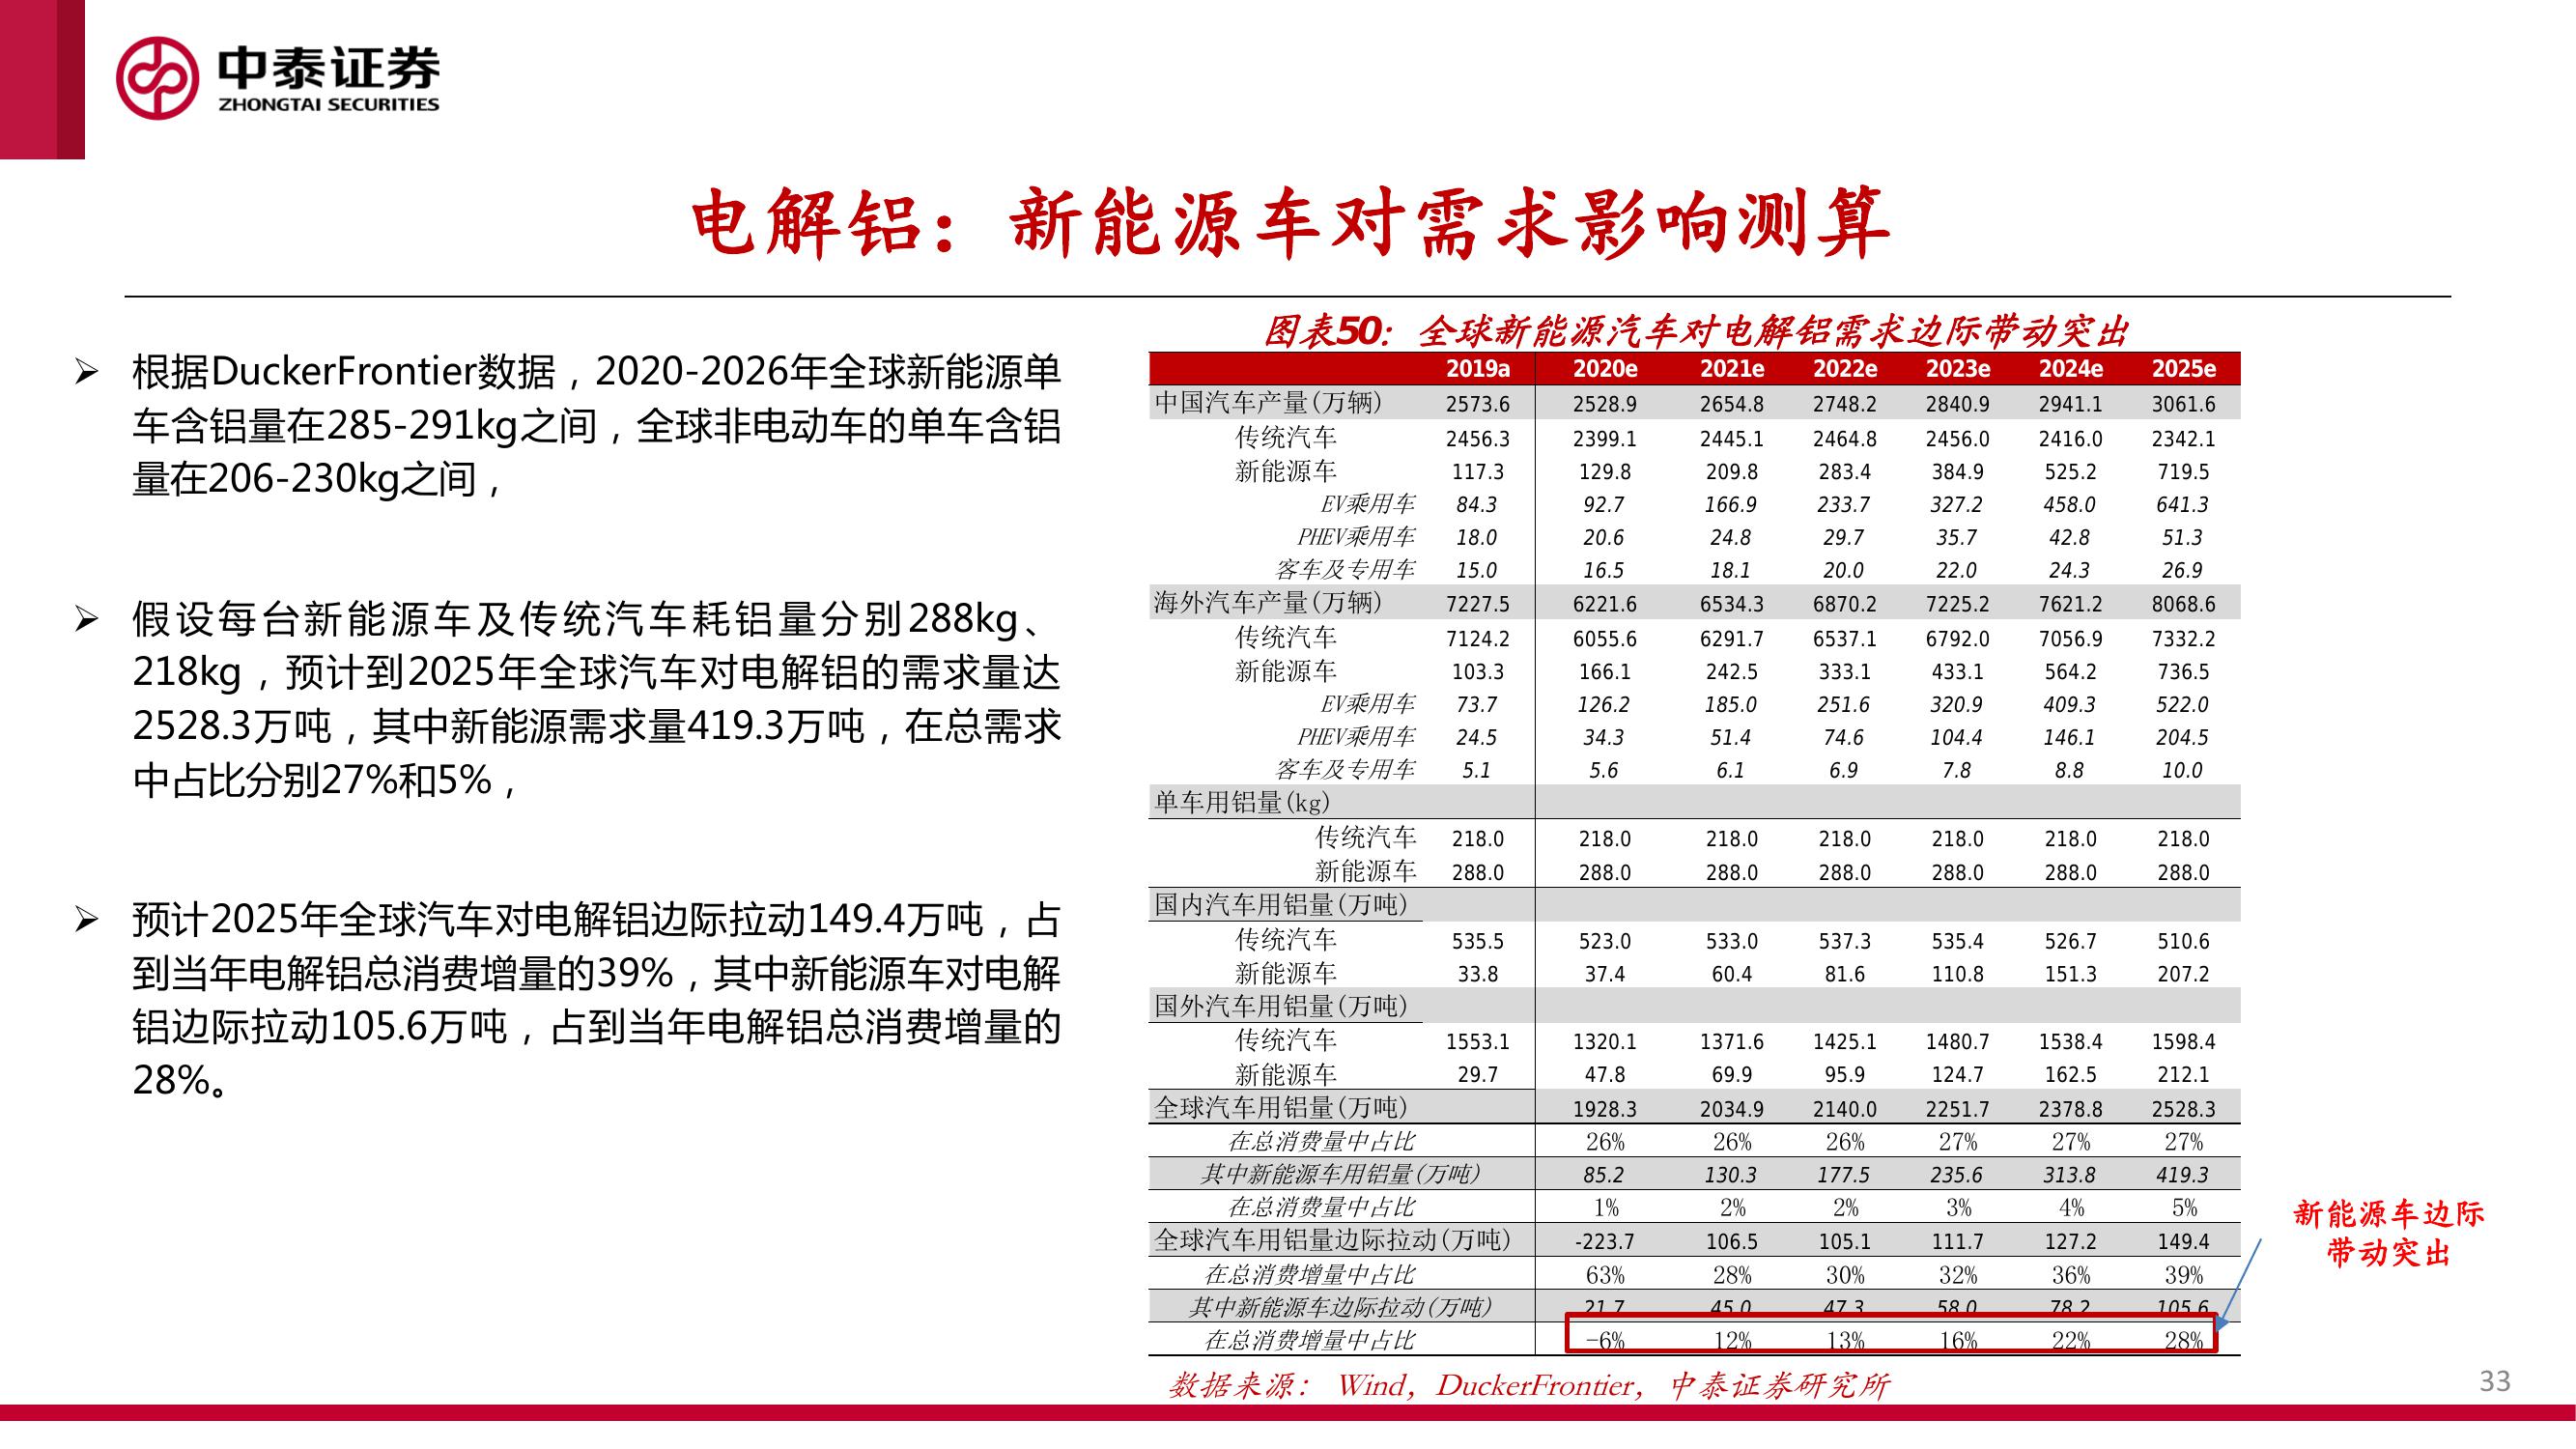 中泰证券
ZHONGTAI SECURITIES
电解铝：新能源车对需求影响测算
➢ 根据DuckerFrontier数据，2020-2026年全球新能源单
车含铝量在285-291kg之间，全球非电动车的单车含铝
量在206-230kg之间，
➢ 假设每台新能源车及传统汽车耗铝量分别288kg、
218kg，预计到2025年全球汽车对电解铝的需求量达
2528.3万吨，其中新能源需求量419.3万吨，在总需求
中占比分别27%和5%，
➢ 预计2025年全球汽车对电解铝边际拉动149.4万吨，占
到当年电解铝总消费增量的39%，其中新能源车对电解
铝边际拉动105.6万吨，占到当年电解铝总消费增量的
28%。
图表50：全球新能源汽车对电解铝需求边际带动突出
2019a 2020e 2021e 2022e 2023e 2024e 2025e
中国汽车产量(万辆) 2573.6 2528.9 2654.8 2748.2 2840.9 2941.1 3061.6
传统汽车 2456.3 2399.1 2445.1 2464.8 2456.0 2416.0 2342.1
新能源车 117.3 129.8 209.8 283.4 384.9 525.2 719.5
EV乘用车 84.3 92.7 166.9 233.7 327.2 458.0 641.3
PHEV乘用车 18.0 20.6 24.8 29.7 35.7 42.8 51.3
客车及专用车 15.0 16.5 18.1 20.0 22.0 24.3 26.9
海外汽车产量(万辆) 7227.5 6221.6 6534.3 6870.2 7225.2 7621.2 8068.6
传统汽车 7124.2 6055.6 6291.7 6537.1 6792.0 7056.9 7332.2
新能源车 103.3 166.1 242.5 333.1 433.1 564.2 736.5
EV乘用车 73.7 126.2 185.0 251.6 320.9 409.3 522.0
PHEV乘用车 24.5 34.3 51.4 74.6 104.4 146.1 204.5
客车及专用车 5.1 5.6 6.1 6.9 7.8 8.8 10.0
单车用铝量(kg)
传统汽车 218.0 218.0 218.0 218.0 218.0 218.0 218.0
新能源车 288.0 288.0 288.0 288.0 288.0 288.0 288.0
国内汽车用铝量(万吨)
传统汽车 535.5 523.0 533.0 537.3 535.4 526.7 510.6
新能源车 33.8 37.4 60.4 81.6 110.8 151.3 207.2
国外汽车用铝量(万吨)
传统汽车 1553.1 1320.1 1371.6 1425.1 1480.7 1538.4 1598.4
新能源车 29.7 47.8 69.9 95.9 124.7 162.5 212.1
全球汽车用铝量(万吨) 1928.3 2034.9 2140.0 2251.7 2378.8 2528.3
在总消费量中占比 26% 26% 26% 27% 27% 27%
其中新能源车用铝量(万吨) 85.2 130.3 177.5 235.6 313.8 419.3
在总消费量中占比 1% 2% 2% 3% 4% 5%
全球汽车用铝量边际拉动(万吨) -223.7 106.5 105.1 111.7 127.2 149.4
在总消费增量中占比 63% 28% 30% 32% 36% 39%
其中新能源车边际拉动(万吨) 21.7 45.0 47.3 58.0 78.2 105.6
在总消费增量中占比 -6% 12% 13% 16% 22% 28%
新能源车边际
带动突出
数据来源： Wind，DuckerFrontier，中泰证券研究所
33